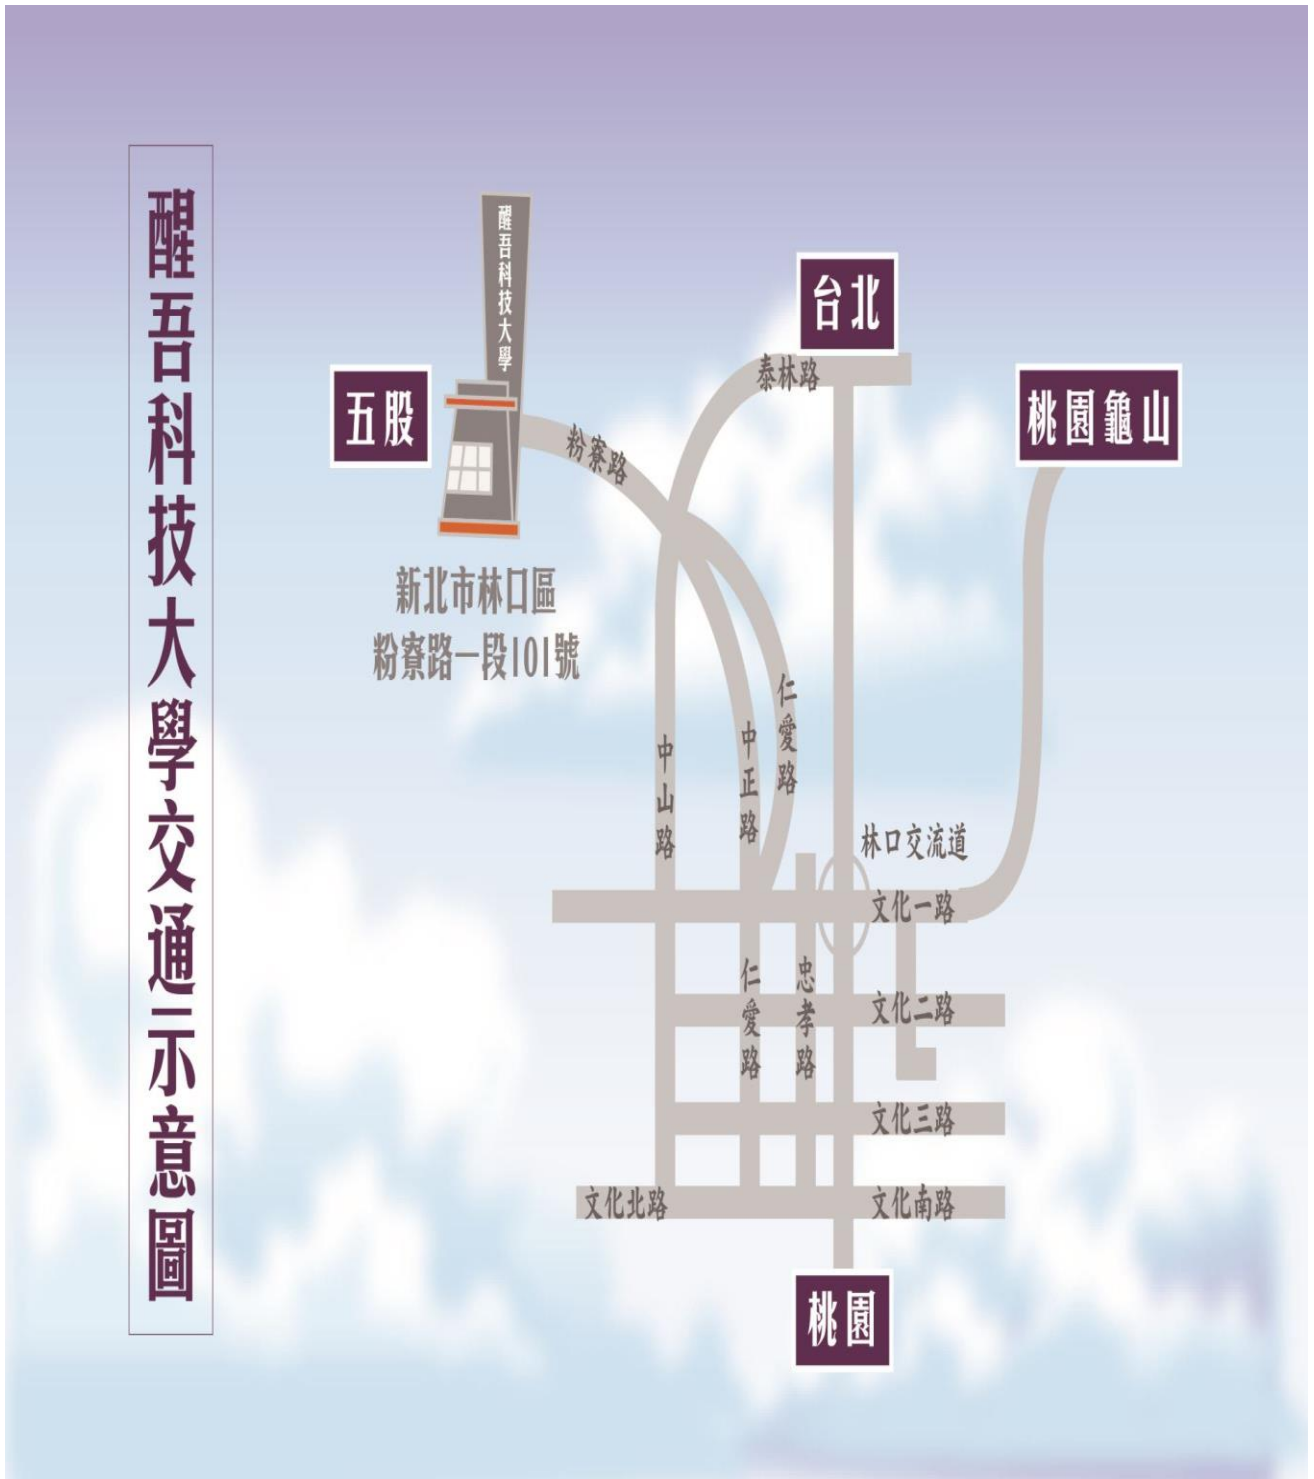 醒吾科技大學交通示意圖
醒吾科技大學
台北
泰林路
五股
桃園龜山
粉寮路
新北市林口區
粉寮路一段101號
仁愛路
中正路
中山路
林口交流道
文化一路
仁愛路
忠孝路
文化二路
文化三路
文化北路
文化南路
桃園